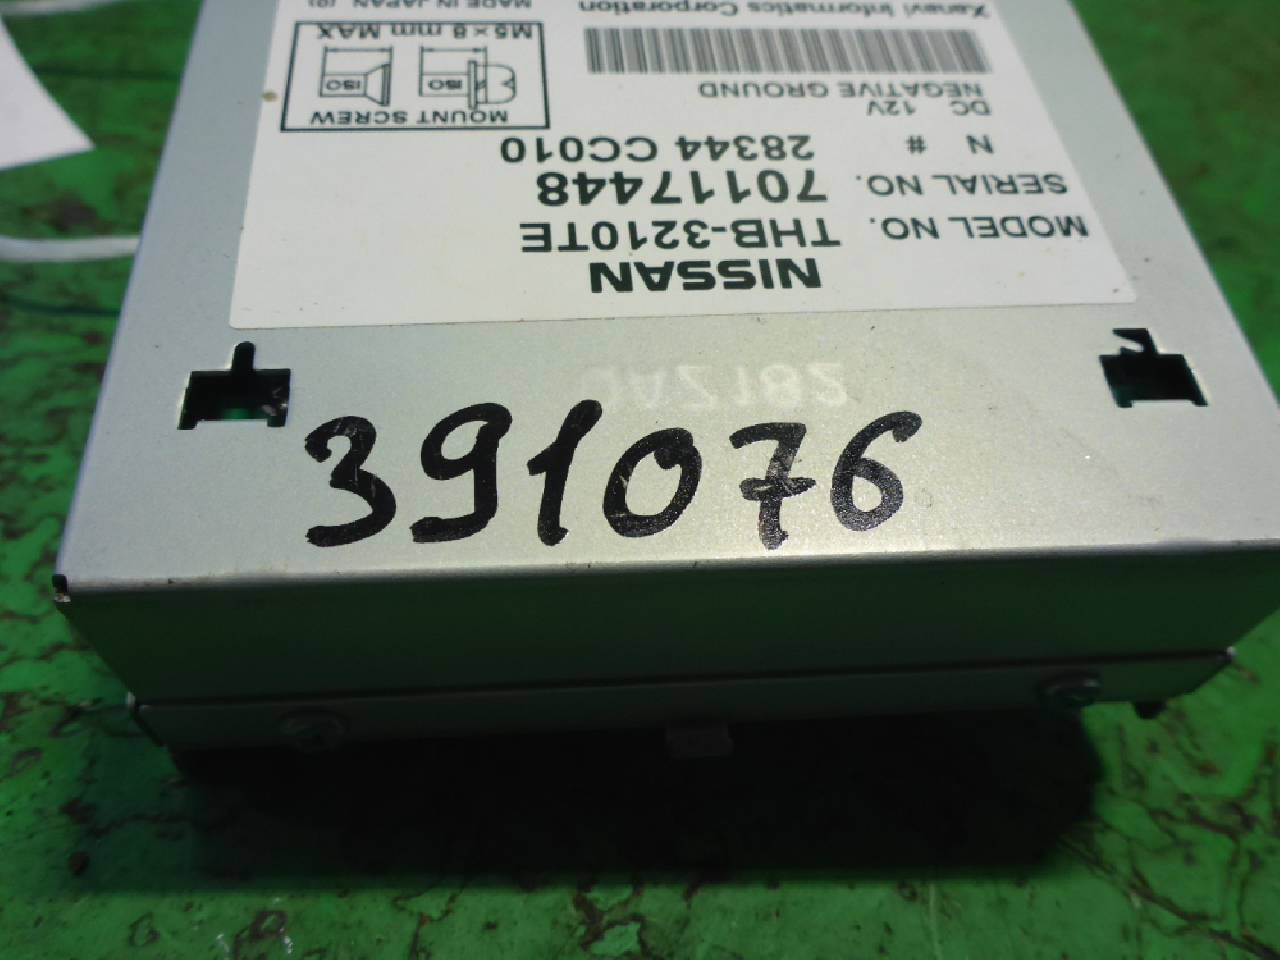 NISSAN
MODEL NO. THB-3210TE
SERIAL NO. 70117448
N # 28344 CC010
DC 12V
NEGATIVE GROUND
Xanavi Informatics Corporation
MOUNT SCREW
ISO ISO
M5×8 mm MAX
MADE IN JAPAN
391076